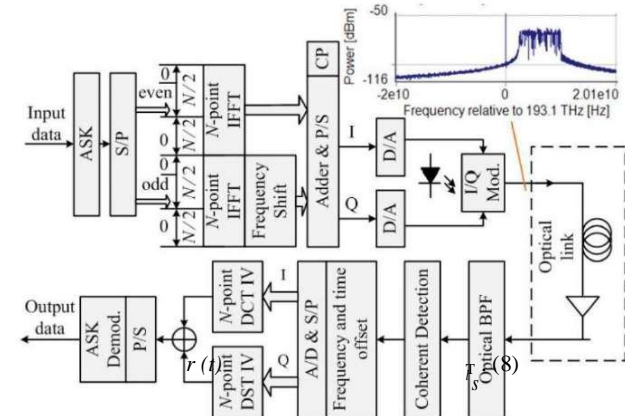 -50
Power [dBm]
-116
-2e10
0
2.01e10
Frequency relative to 193.1 THz [Hz]
Input
data
ASK
S/P
even
odd
0
N/2
N/2
0
0
N/2
N/2
0
N-point
IFFT
N-point
IFFT
Frequency
Shift
CP
Adder & P/S
I
Q
D/A
D/A
I/Q
Mod.
Optical
link
Output
data
ASK
Demod.
P/S
r (t)
N-point
DCT IV
N-point
DST IV
I
Q
A/D & S/P
Frequency and time
offset
Coherent Detection
Optical BPF
T
s
(8)